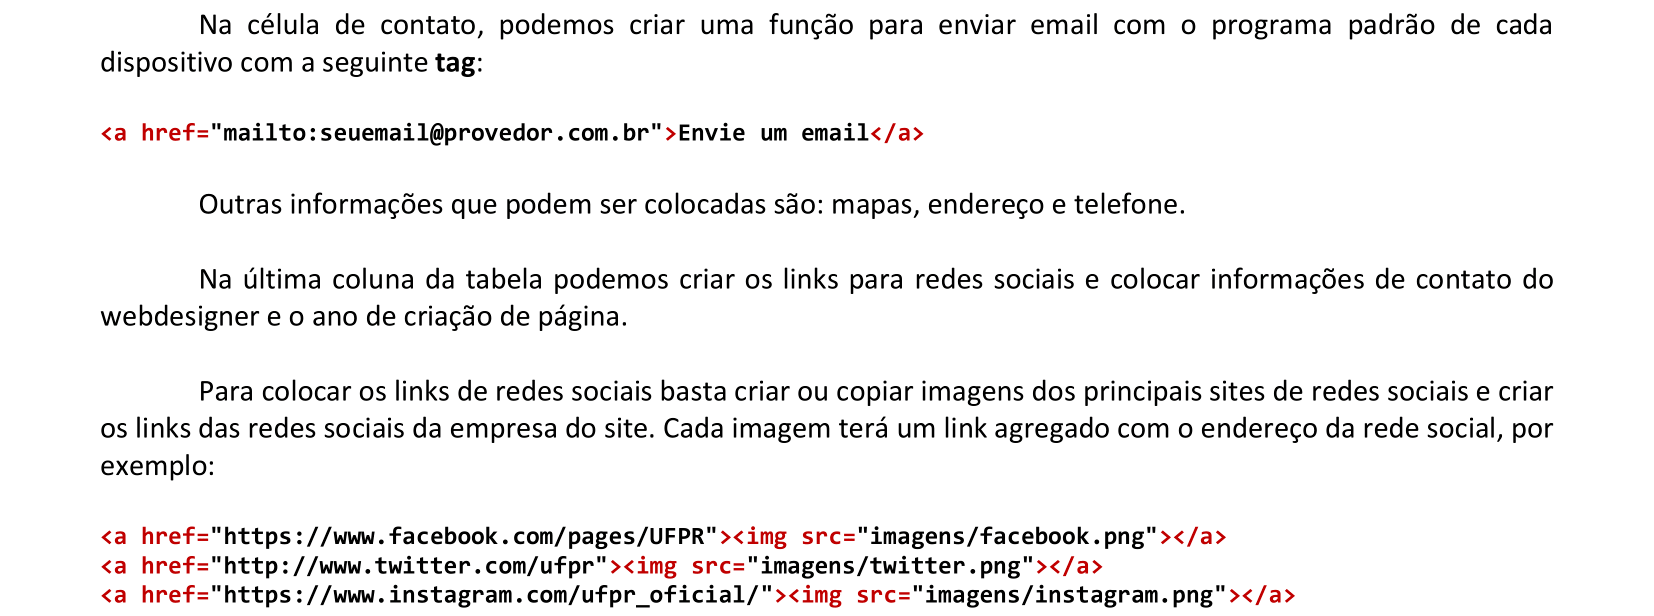 Na célula de contato, podemos criar uma função para enviar email com o programa padrão de cada
dispositivo com a seguinte tag:
<a href="mailto:seuemail@provedor.com.br">Envie um email</a>
Outras informações que podem ser colocadas são: mapas, endereço e telefone.
Na última coluna da tabela podemos criar os links para redes sociais e colocar informações de contato do
webdesigner e o ano de criação de página.
Para colocar os links de redes sociais basta criar ou copiar imagens dos principais sites de redes sociais e criar
os links das redes sociais da empresa do site. Cada imagem terá um link agregado com o endereço da rede social, por
exemplo:
<a href="https://www.facebook.com/pages/UFPR"><img src="imagens/facebook.png"></a>
<a href="http://www.twitter.com/ufpr"><img src="imagens/twitter.png"></a>
<a href="https://www.instagram.com/ufpr_oficial/"><img src="imagens/instagram.png"></a>